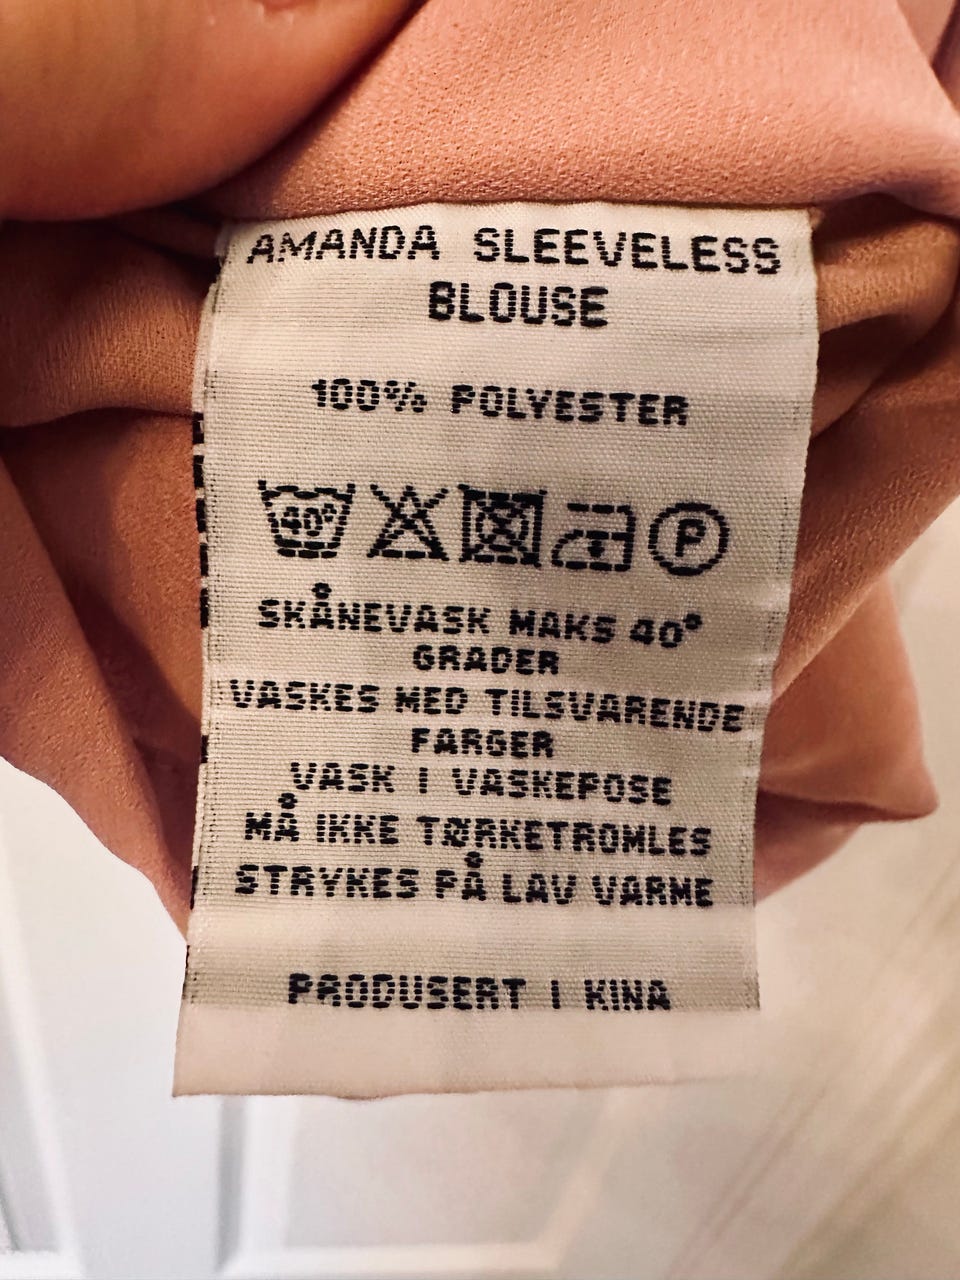 AMANDA SLEEVELESS
BLOUSE
100% POLYESTER
40° P
SKÅNEVASK MAKS 40°
GRADER
VASKES MED TILSVARENDE
FARGER
VASK I VASKEPOSE
MÅ IKKE TØRKETROMLES
STRYKES PÅ LAV VARME
PRODUSERT I KINA